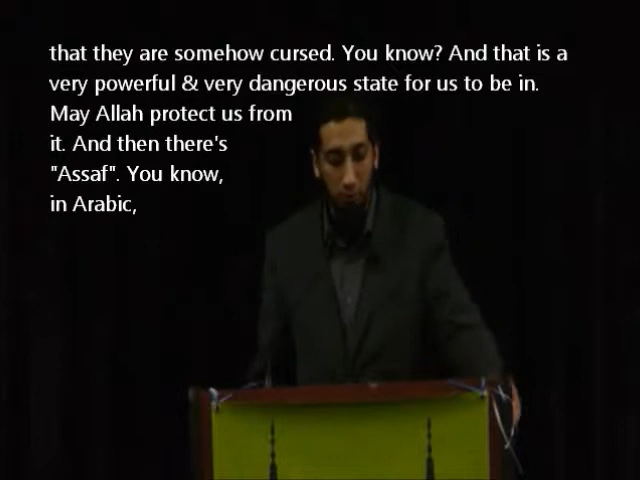 that they are somehow cursed. You know? And that is a
very powerful & very dangerous state for us to be in.
May Allah protect us from
it. And then there's
"Assaf". You know,
in Arabic,